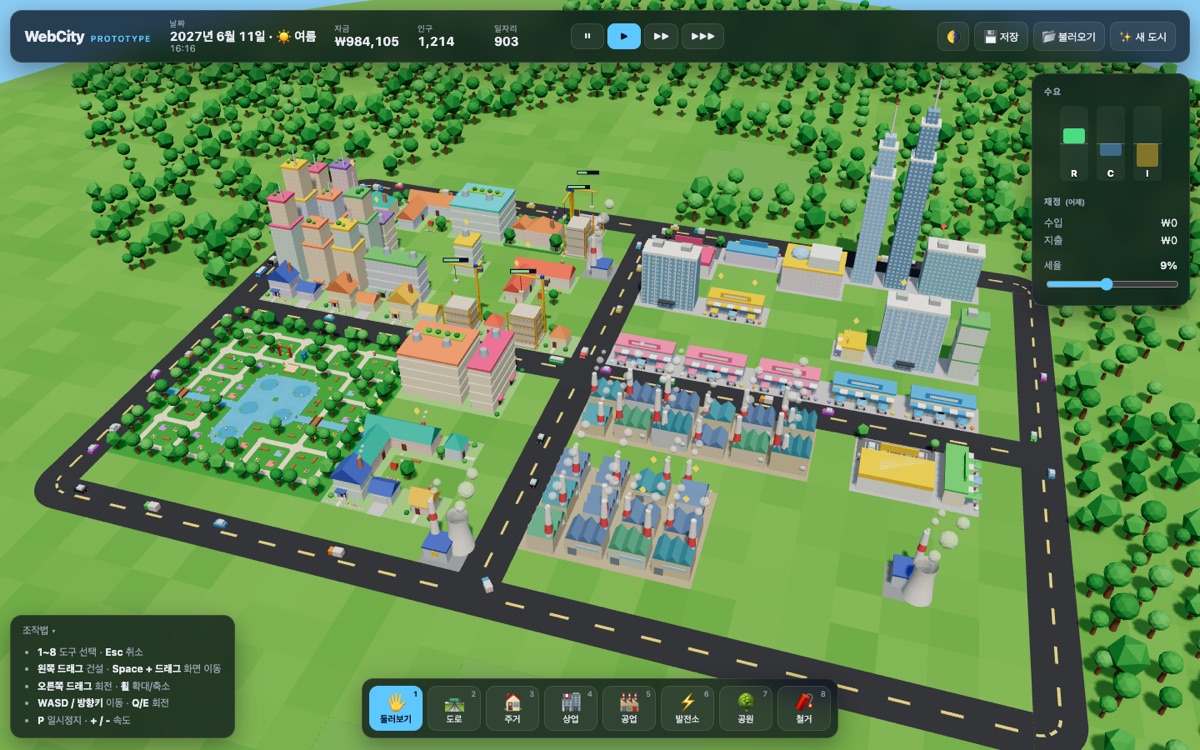 WebCity PROTOTYPE
날짜
2027년 6월 11일 · ☀️ 여름
16:16
자금
₩984,105
인구
1,214
일자리
903
저장
불러오기
새 도시
수요
R C I
재정 (어제)
수입 ₩0
지출 ₩0
세율 9%
조작법
1~8 도구 선택 · Esc 취소
왼쪽 드래그 건설 · Space + 드래그 화면 이동
오른쪽 드래그 회전 · 휠 확대/축소
WASD / 방향키 이동 · Q/E 회전
P 일시정지 · + / - 속도
1 둘러보기
2 도로
3 주거
4 상업
5 공업
6 발전소
7 공원
8 철거